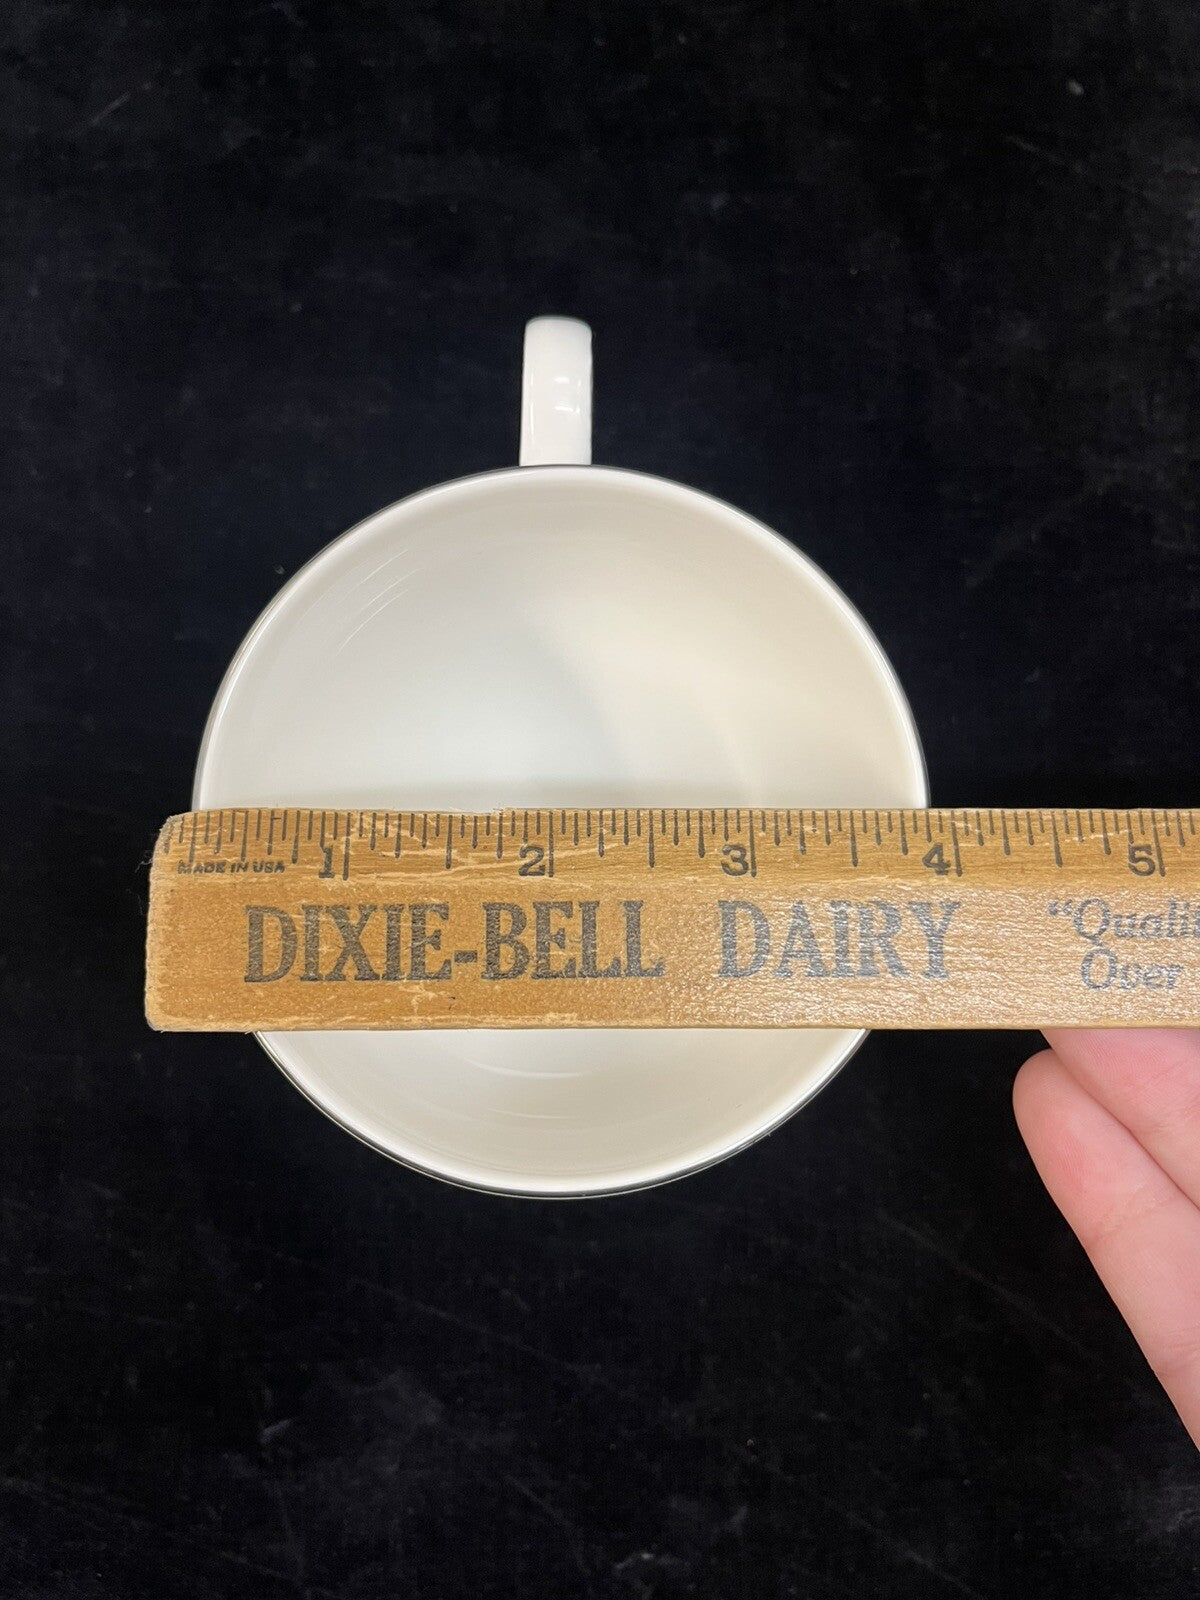 1 2 3 4 5
MADE IN USA
DIXIE-BELL DAIRY
"Quali
Over